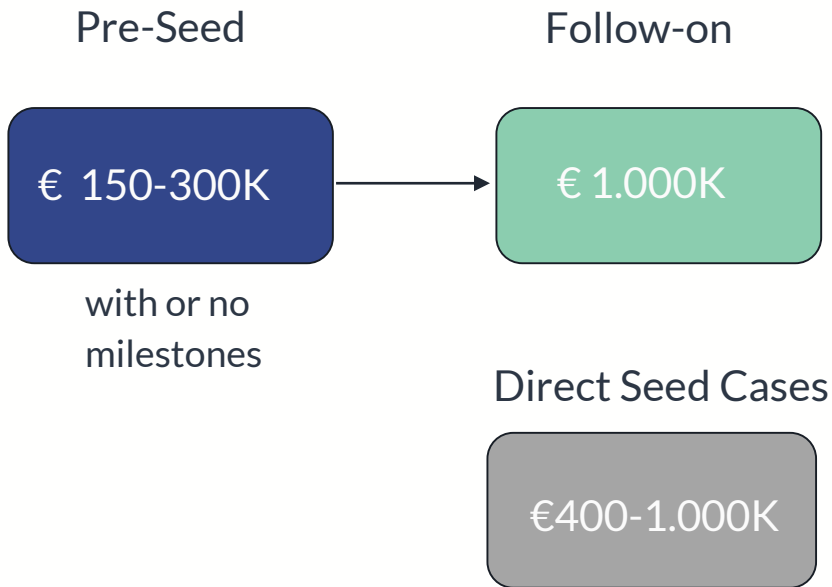 Pre-Seed
Follow-on
€ 150-300K
€ 1.000K
with or no
milestones
Direct Seed Cases
€400-1.000K